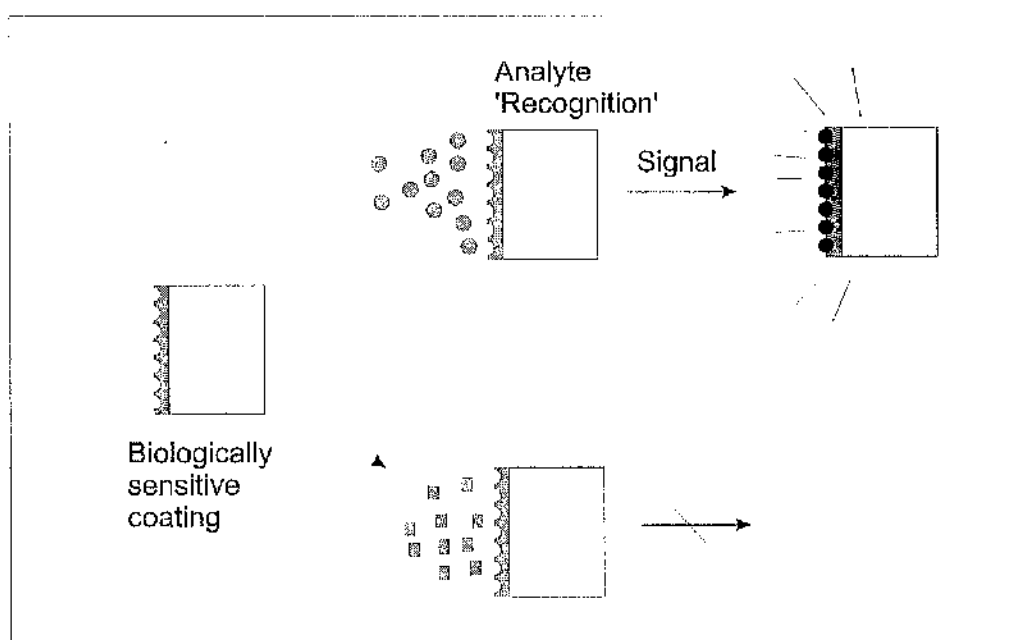 Analyte
'Recognition'
Signal
Biologically
sensitive
coating